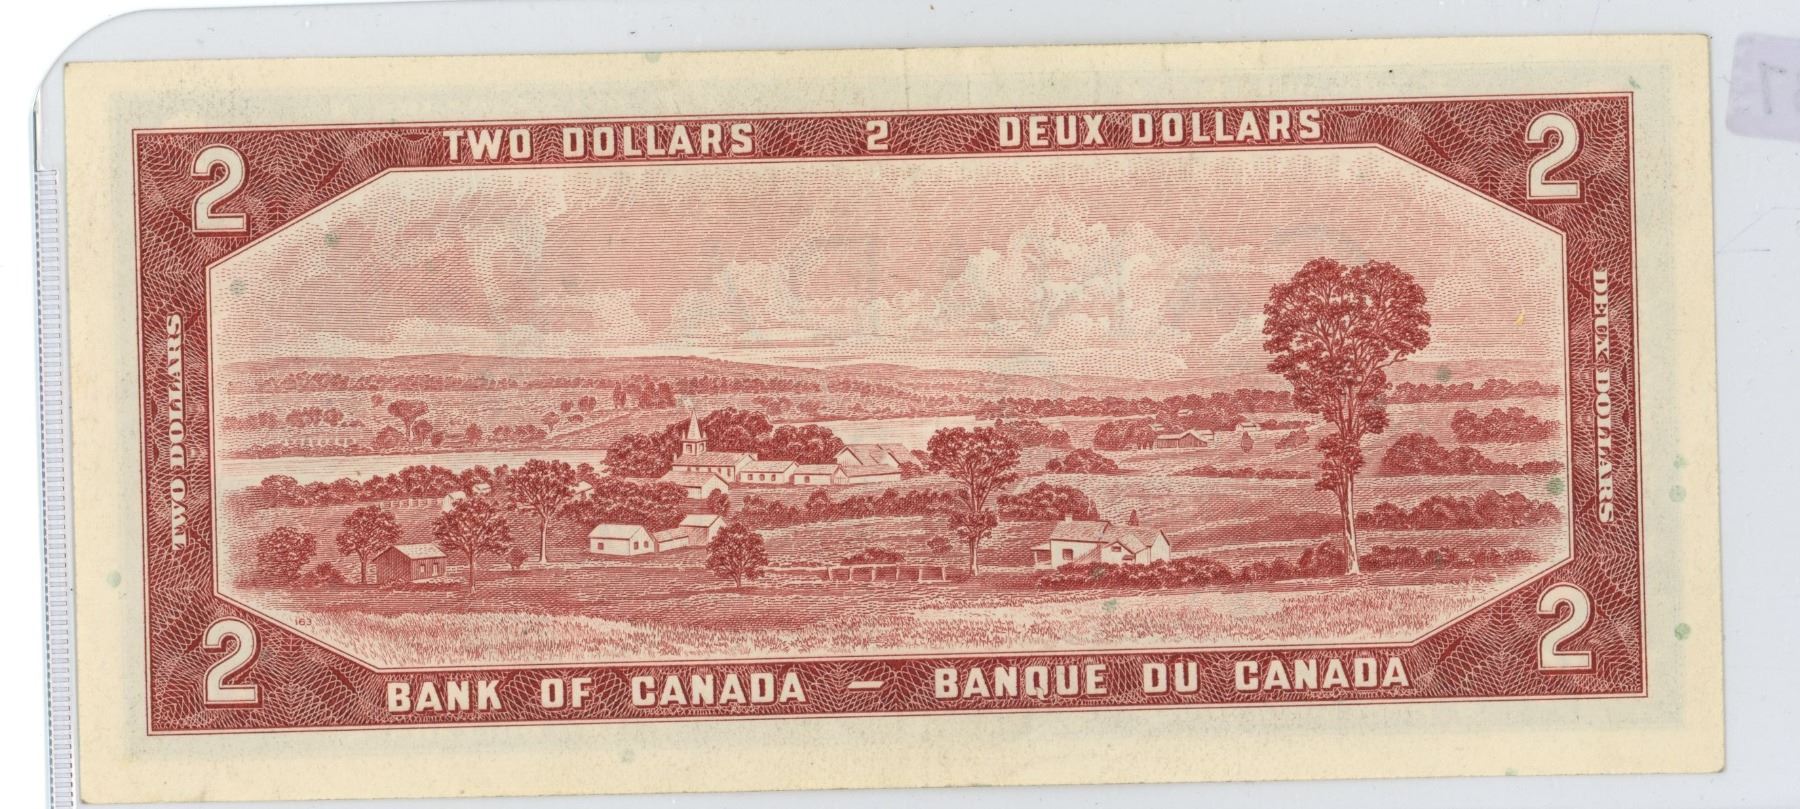 TWO DOLLARS 2 DEUX DOLLARS
2
2
TWO DOLLARS
DEUX DOLLARS
163
2
2
BANK OF CANADA — BANQUE DU CANADA